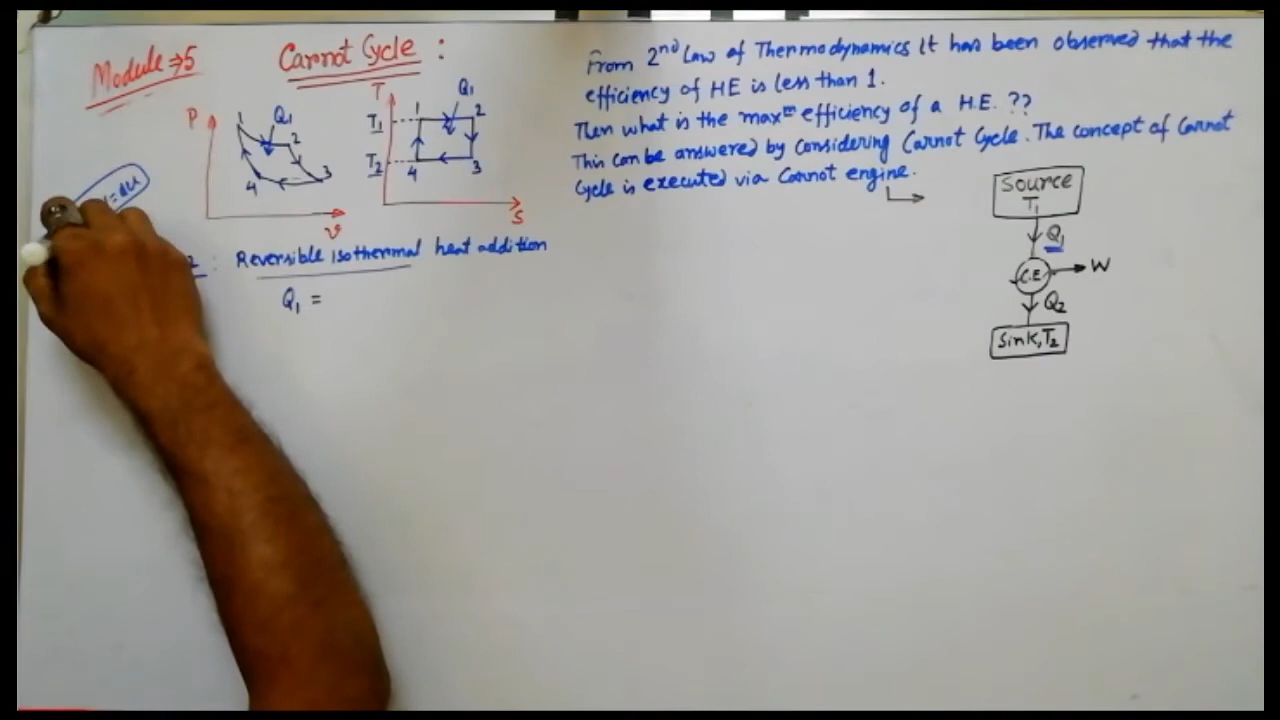 Module⇒5
Carnot Cycle :
P
1
Q1
2
3
4
v
T
T1
T2
1
Q1
2
3
4
S
From 2nd Law of Thermodynamics it has been observed that the
efficiency of HE is less than 1.
Then what is the maxm efficiency of a H.E. ??
This can be answered by considering Carnot Cycle. The concept of Carnot
Cycle is executed via Carnot engine.
Source
T1
Q1
C.E
W
Q2
Sink, T2
2 : Reversible isothermal heat addition
Q1 =